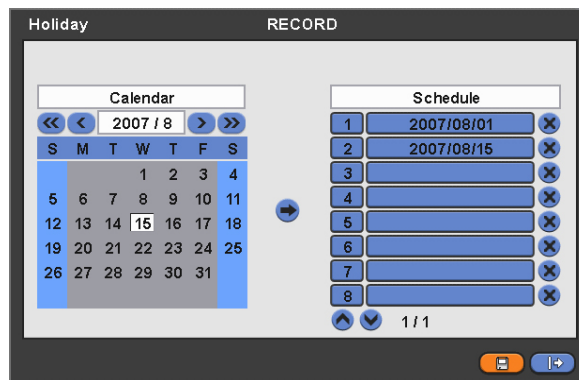 Holiday RECORD
Calendar
2007 / 8
S M T W T F S
1 2 3 4
5 6 7 8 9 10 11
12 13 14 15 16 17 18
19 20 21 22 23 24 25
26 27 28 29 30 31
Schedule
1 2007/08/01
2 2007/08/15
3
4
5
6
7
8
1 / 1